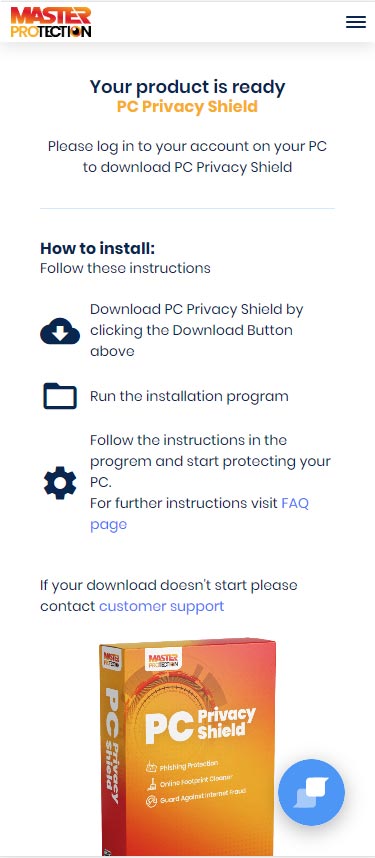 MASTER
PROTECTION
Your product is ready
PC Privacy Shield
Please log in to your account on your PC
to download PC Privacy Shield
How to install:
Follow these instructions
Download PC Privacy Shield by
clicking the Download Button
above
Run the installation program
Follow the instructions in the
progrem and start protecting your
PC.
For further instructions visit FAQ
page
If your download doesn't start please
contact customer support
MASTER
PROTECTION
MASTER
PROTECTION
PC Privacy
Shield
PC Privacy
Shield
Phishing Protection
Online Footprint Cleaner
Guard Against Internet Fraud